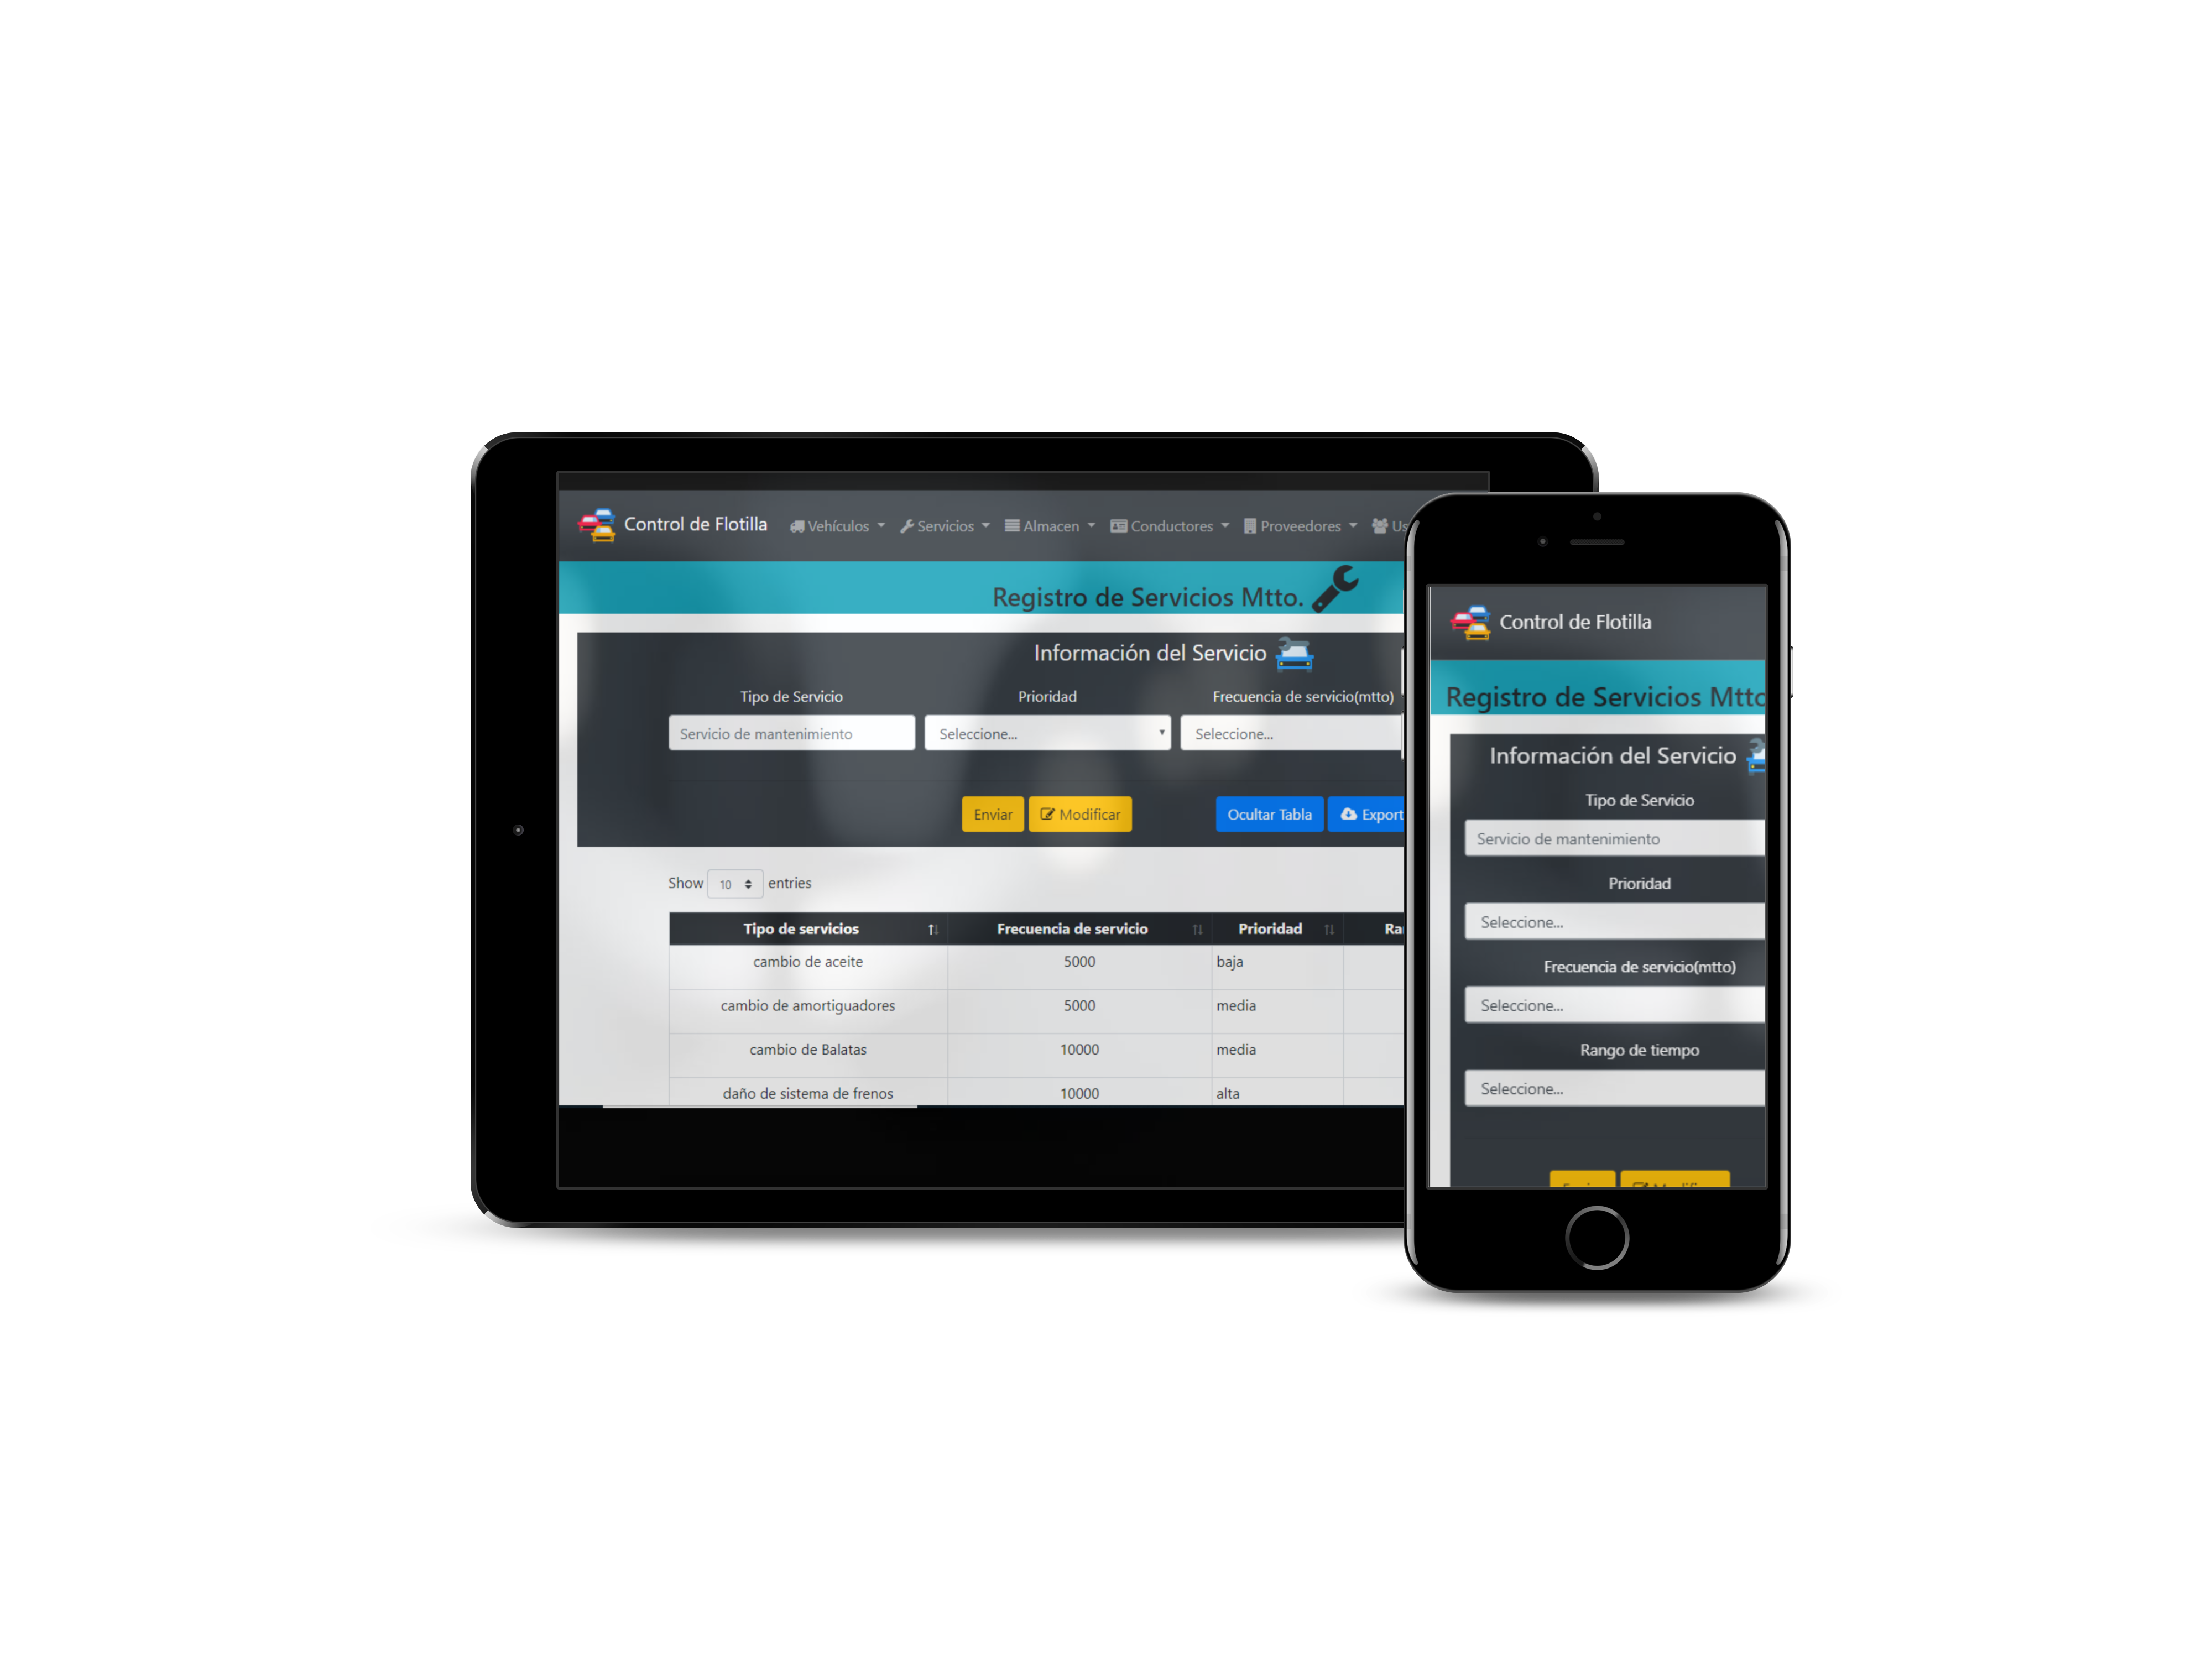 Control de Flotilla Vehículos Servicios Almacen Conductores Proveedores
Registro de Servicios Mtto.
Información del Servicio
Tipo de Servicio Prioridad Frecuencia de servicio(mtto)
Servicio de mantenimiento Seleccione... Seleccione...
Enviar Modificar Ocultar Tabla
Show 10 entries
Tipo de servicios Frecuencia de servicio Prioridad
cambio de aceite 5000 baja
cambio de amortiguadores 5000 media
cambio de Balatas 10000 media
daño de sistema de frenos 10000 alta
Control de Flotilla
Registro de Servicios Mtto
Información del Servicio
Tipo de Servicio
Servicio de mantenimiento
Prioridad
Seleccione...
Frecuencia de servicio(mtto)
Seleccione...
Rango de tiempo
Seleccione...